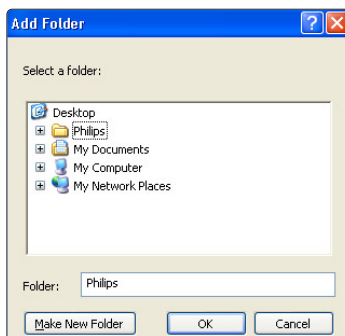 Add Folder
Select a folder:
Desktop
Philips
My Documents
My Computer
My Network Places
Folder: Philips
Make New Folder OK Cancel